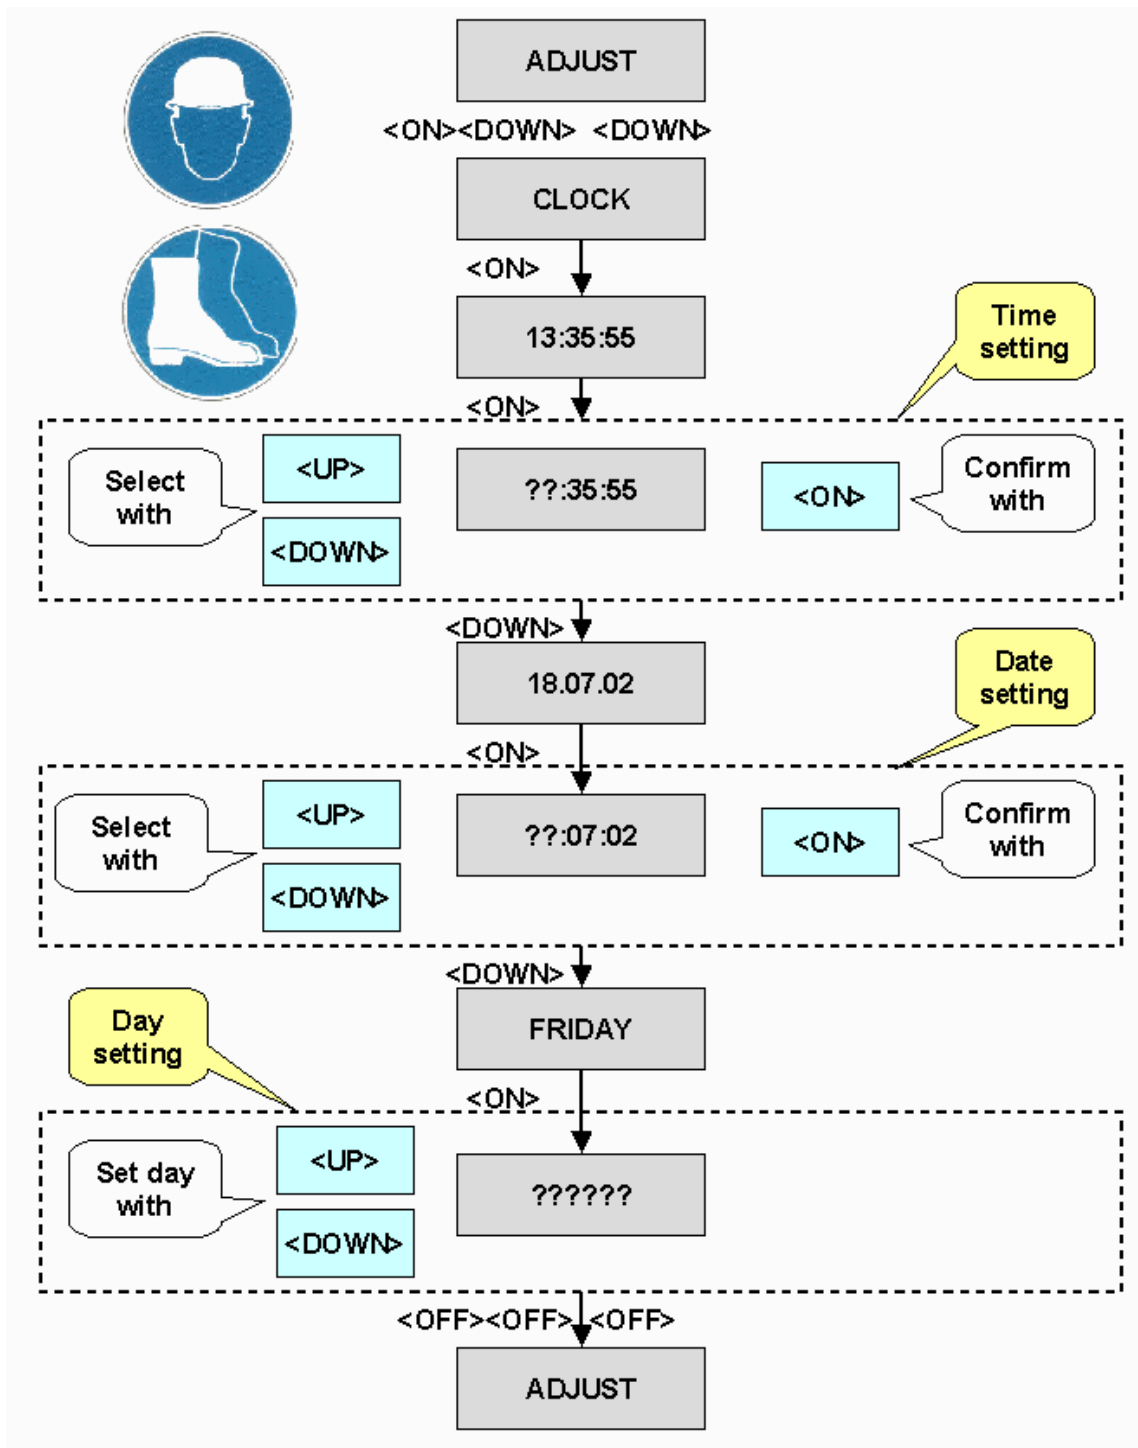 ADJUST
<ON><DOWN> <DOWN>
CLOCK
<ON>
13:35:55
Time
setting
<ON>
Select
with
<UP>
<DOWN>
??:35:55
<ON>
Confirm
with
<DOWN>
18.07.02
Date
setting
<ON>
Select
with
<UP>
<DOWN>
??:07:02
<ON>
Confirm
with
<DOWN>
FRIDAY
Day
setting
<ON>
Set day
with
<UP>
<DOWN>
??????
<OFF><OFF> <OFF>
ADJUST